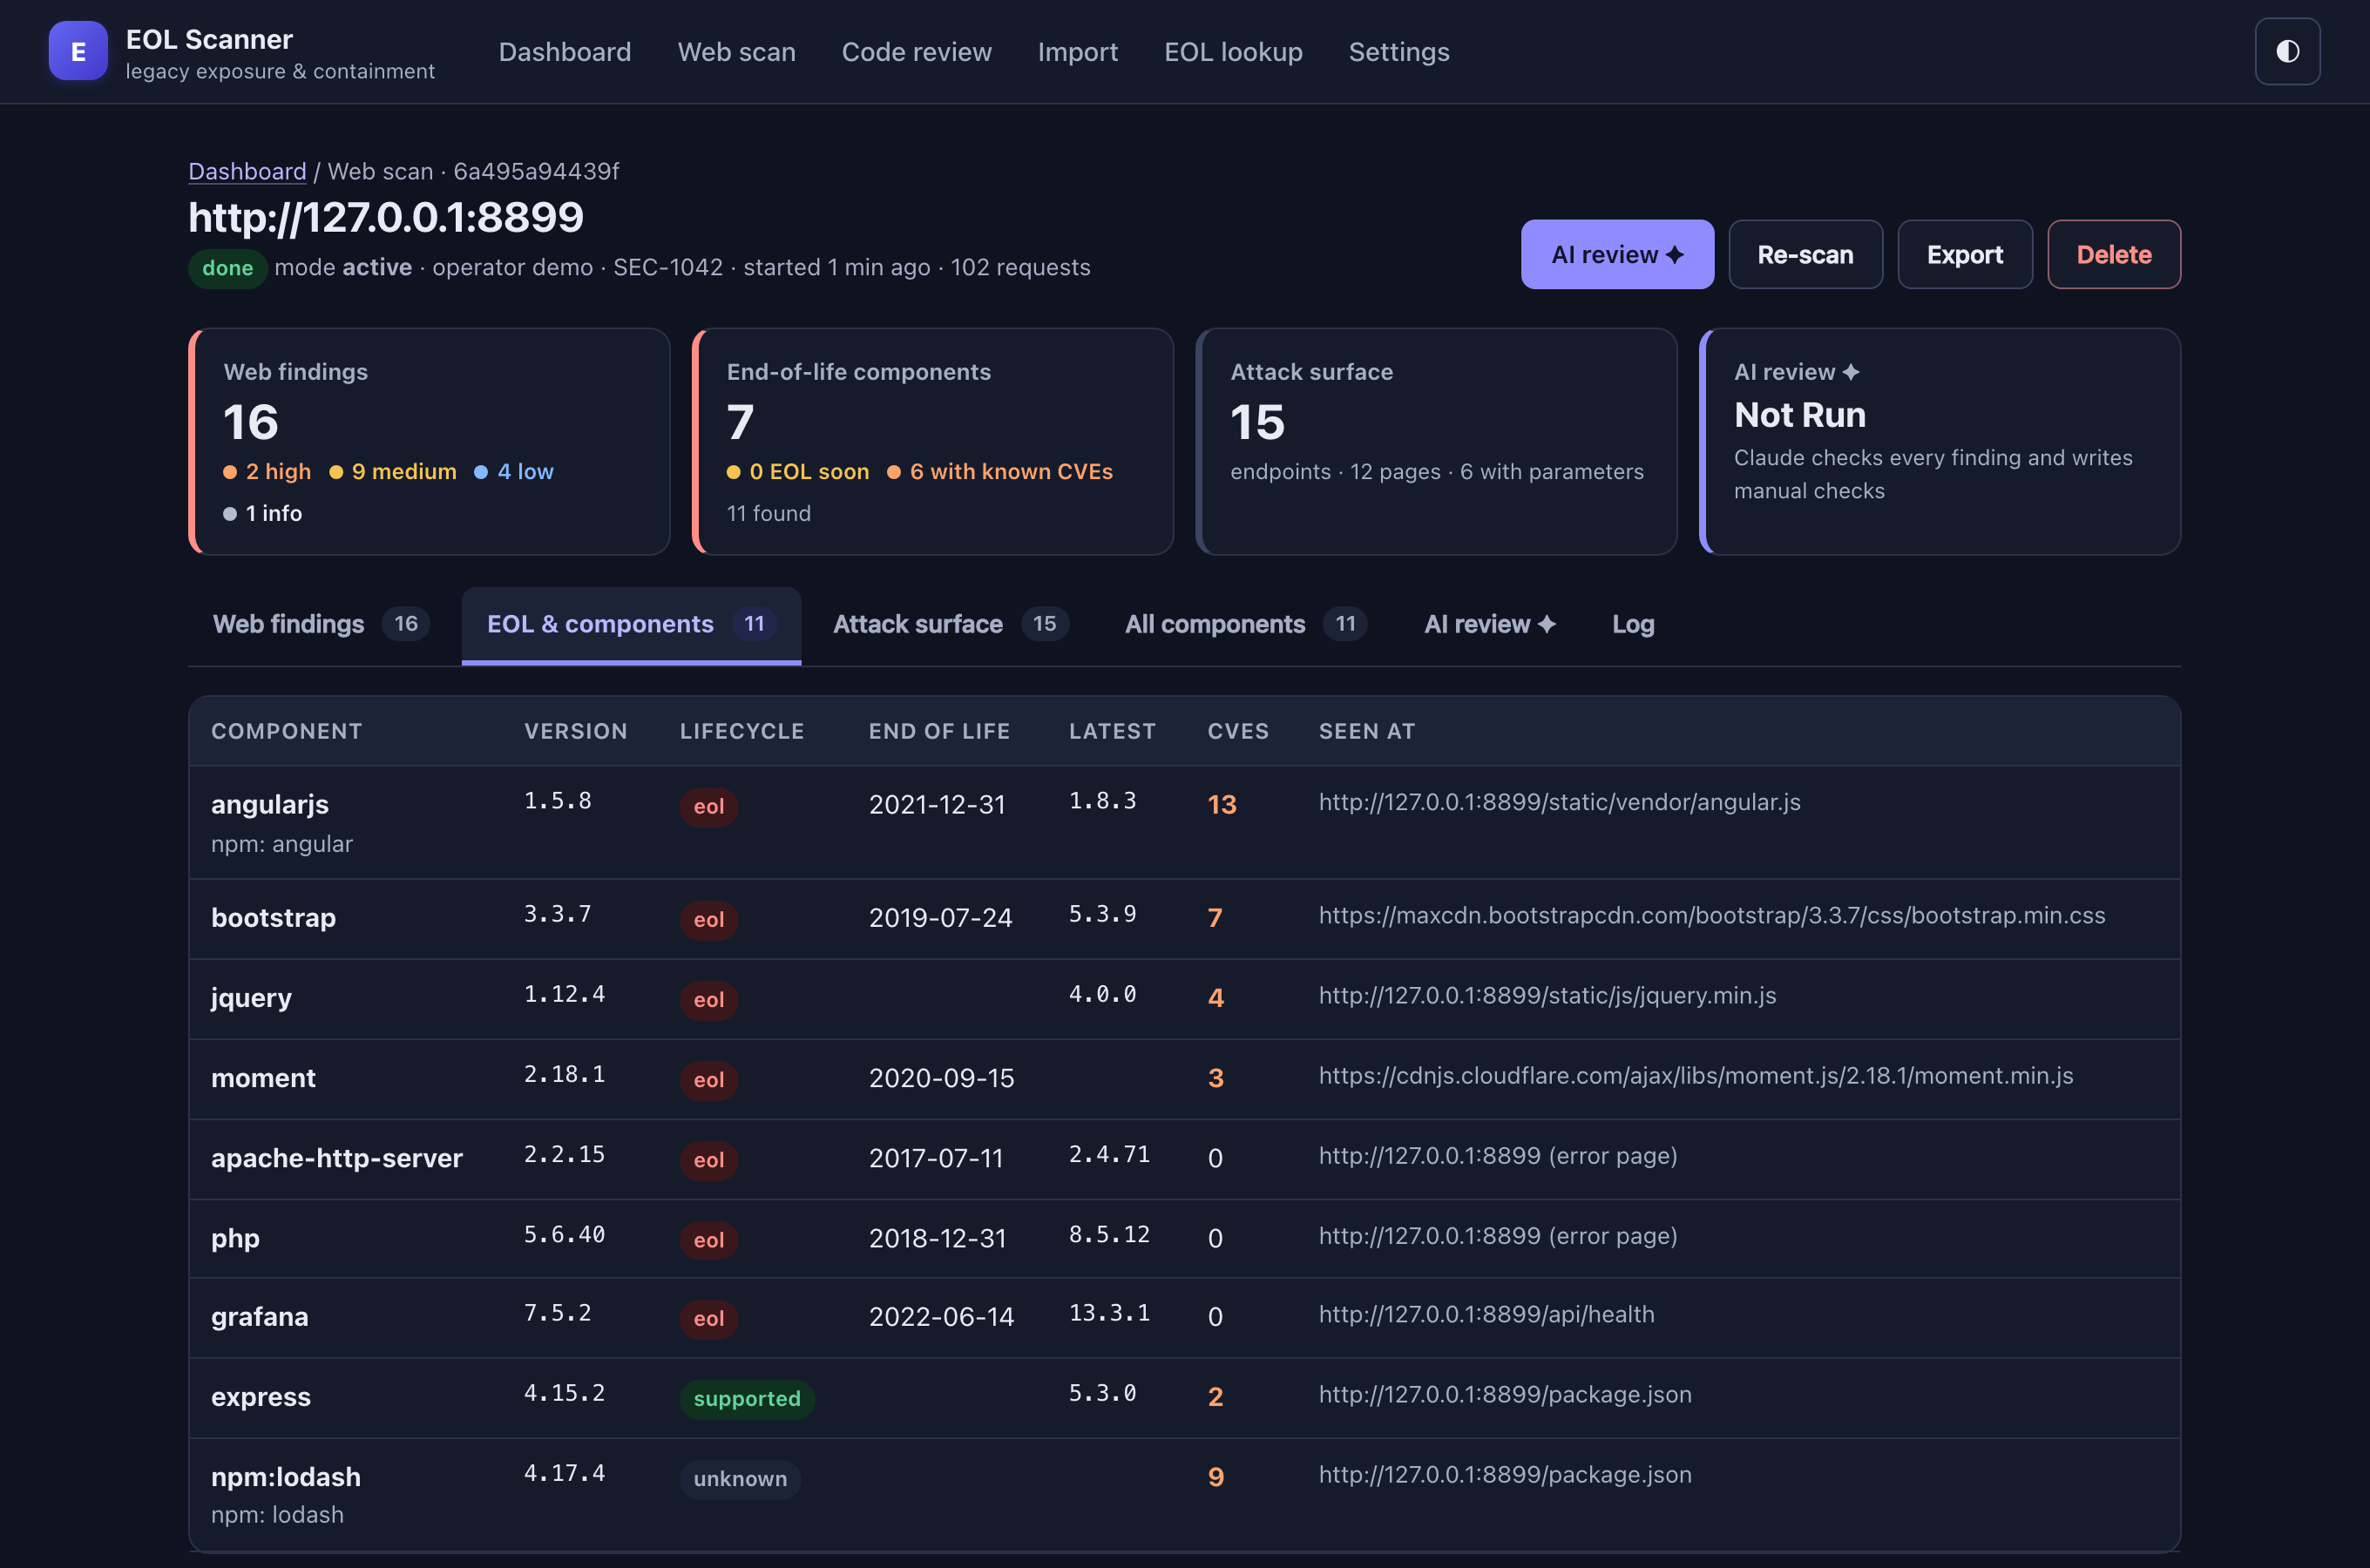 E
EOL Scanner
legacy exposure & containment
Dashboard
Web scan
Code review
Import
EOL lookup
Settings
Dashboard / Web scan · 6a495a94439f
http://127.0.0.1:8899
done mode active · operator demo · SEC-1042 · started 1 min ago · 102 requests
AI review ✦
Re-scan
Export
Delete
Web findings
16
2 high 9 medium 4 low
1 info
End-of-life components
7
0 EOL soon 6 with known CVEs
11 found
Attack surface
15
endpoints · 12 pages · 6 with parameters
AI review ✦
Not Run
Claude checks every finding and writes
manual checks
Web findings 16
EOL & components 11
Attack surface 15
All components 11
AI review ✦
Log
COMPONENT VERSION LIFECYCLE END OF LIFE LATEST CVES SEEN AT
angularjs 1.5.8 eol 2021-12-31 1.8.3 13 http://127.0.0.1:8899/static/vendor/angular.js
npm: angular
bootstrap 3.3.7 eol 2019-07-24 5.3.9 7 https://maxcdn.bootstrapcdn.com/bootstrap/3.3.7/css/bootstrap.min.css
jquery 1.12.4 eol 4.0.0 4 http://127.0.0.1:8899/static/js/jquery.min.js
moment 2.18.1 eol 2020-09-15 3 https://cdnjs.cloudflare.com/ajax/libs/moment.js/2.18.1/moment.min.js
apache-http-server 2.2.15 eol 2017-07-11 2.4.71 0 http://127.0.0.1:8899 (error page)
php 5.6.40 eol 2018-12-31 8.5.12 0 http://127.0.0.1:8899 (error page)
grafana 7.5.2 eol 2022-06-14 13.3.1 0 http://127.0.0.1:8899/api/health
express 4.15.2 supported 5.3.0 2 http://127.0.0.1:8899/package.json
npm:lodash 4.17.4 unknown 9 http://127.0.0.1:8899/package.json
npm: lodash